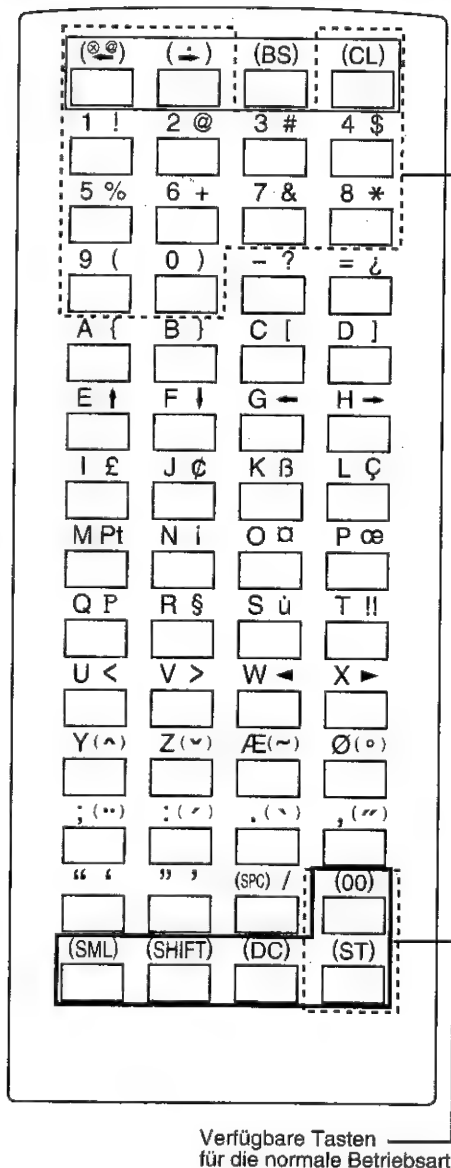 (⊗@ ⬅) (∸ ➡) (BS) (CL)
1 ! 2 @ 3 # 4 $
5 % 6 + 7 & 8 *
9 ( 0 ) – ? = ¿
A { B } C [ D ]
E ⬆ F ⬇ G ⬅ H ➡
I £ J ₵ K ß L Ç
M Pt N í O ¤ P œ
Q P R § S ù T !!
U < V > W ◄ X ►
Y (^) Z (ˇ) Æ (~) Ø (°)
; (··) : (´) . (`) , (˝)
“ ‘ ” ’ (SPC) / (00)
(SML) (SHIFT) (DC) (ST)
Verfügbare Tasten
für die normale Betriebsart